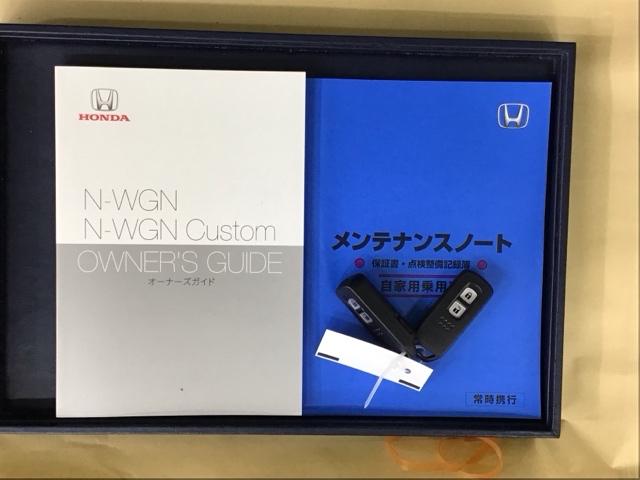 HONDA
N-WGN
N-WGN Custom
OWNER'S GUIDE
オーナーズガイド
メンテナンスノート
保証書・点検整備記録簿
自家用乗用
常時携行